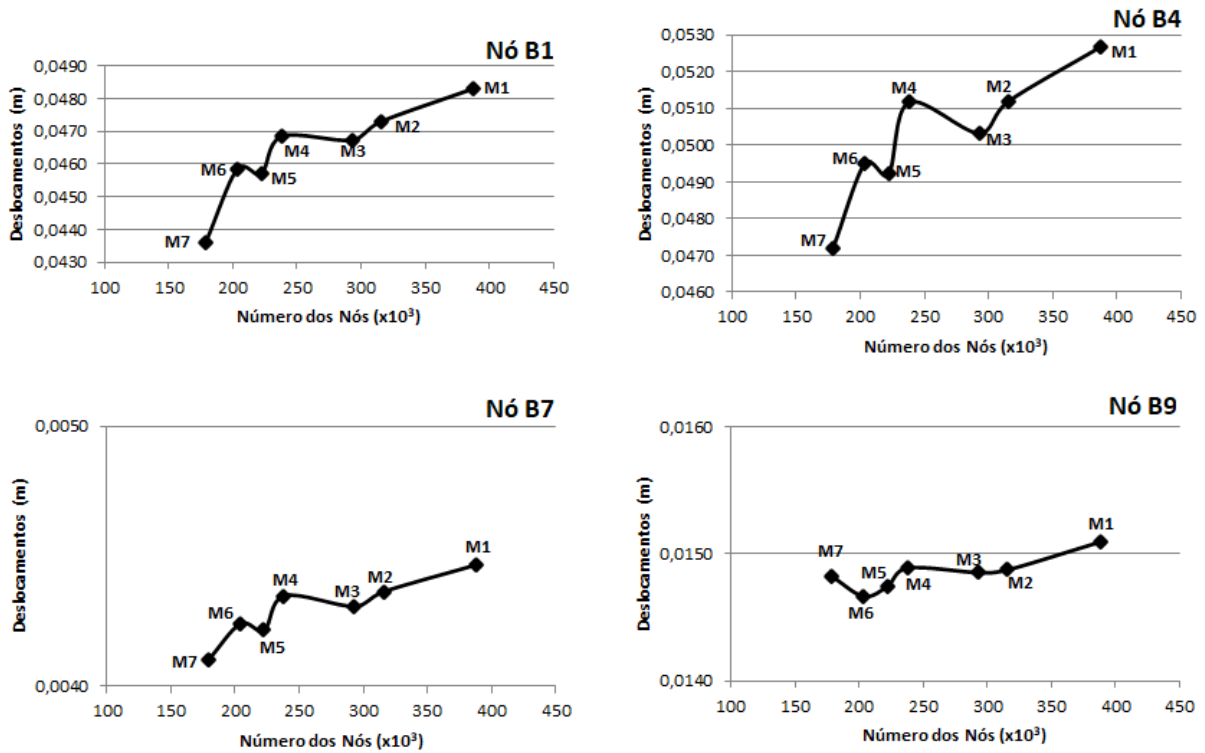 Nó B1
0,0490
0,0480
0,0470
0,0460
0,0450
0,0440
0,0430
Deslocamentos (m)
M7
M6
M5
M4
M3
M2
M1
100 150 200 250 300 350 400 450
Número dos Nós (x10³)
Nó B4
0,0530
0,0520
0,0510
0,0500
0,0490
0,0480
0,0470
0,0460
Deslocamentos (m)
M7
M6
M5
M4
M3
M2
M1
100 150 200 250 300 350 400 450
Número dos Nós (x10³)
Nó B7
0,0050
0,0040
Deslocamentos (m)
M7
M6
M5
M4
M3
M2
M1
100 150 200 250 300 350 400 450
Número dos Nós (x10³)
Nó B9
0,0160
0,0150
0,0140
Deslocamentos (m)
M7
M6
M5
M4
M3
M2
M1
100 150 200 250 300 350 400 450
Número dos Nós (x10³)